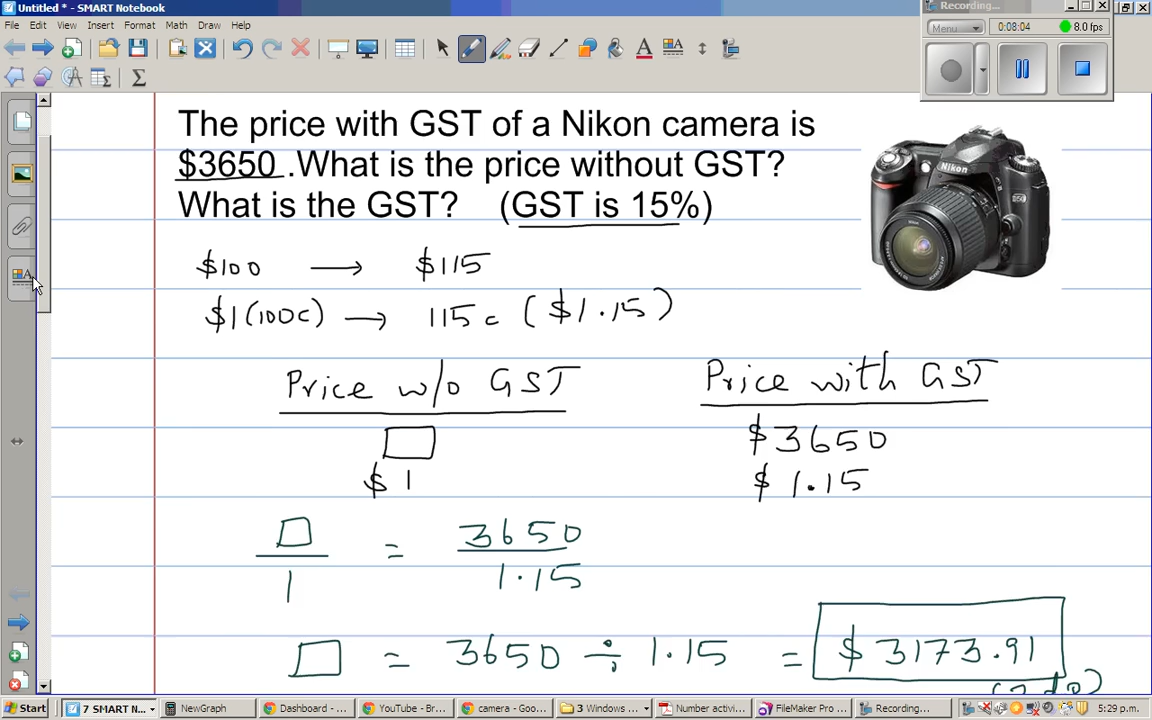 Untitled * - SMART Notebook
Recording...
File Edit View Insert Format Math Draw Help
Menu 0:08:04 8.0 fps
The price with GST of a Nikon camera is
$3650 .What is the price without GST?
What is the GST? (GST is 15%)
Nikon
$100 → $115
$1(100c) → 115c ($1.15)
Price w/o GST Price with GST
□ $3650
$1 $1.15
□ = 3650
1 1.15
□ = 3650 ÷ 1.15 = $3173.91
Start 7 SMART N... NewGraph Dashboard - ... YouTube - Br... camera - Goo... 3 Windows ... Number activi... FileMaker Pro ... Recording... 5:29 p.m.